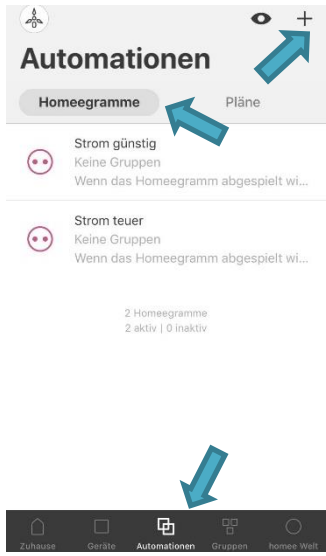 Automationen
Homeegramme Pläne
Strom günstig
Keine Gruppen
Wenn das Homeegramm abgespielt wi...
Strom teuer
Keine Gruppen
Wenn das Homeegramm abgespielt wi...
2 Homeegramme
2 aktiv | 0 inaktiv
Zuhause Geräte Automationen Gruppen homee Welt